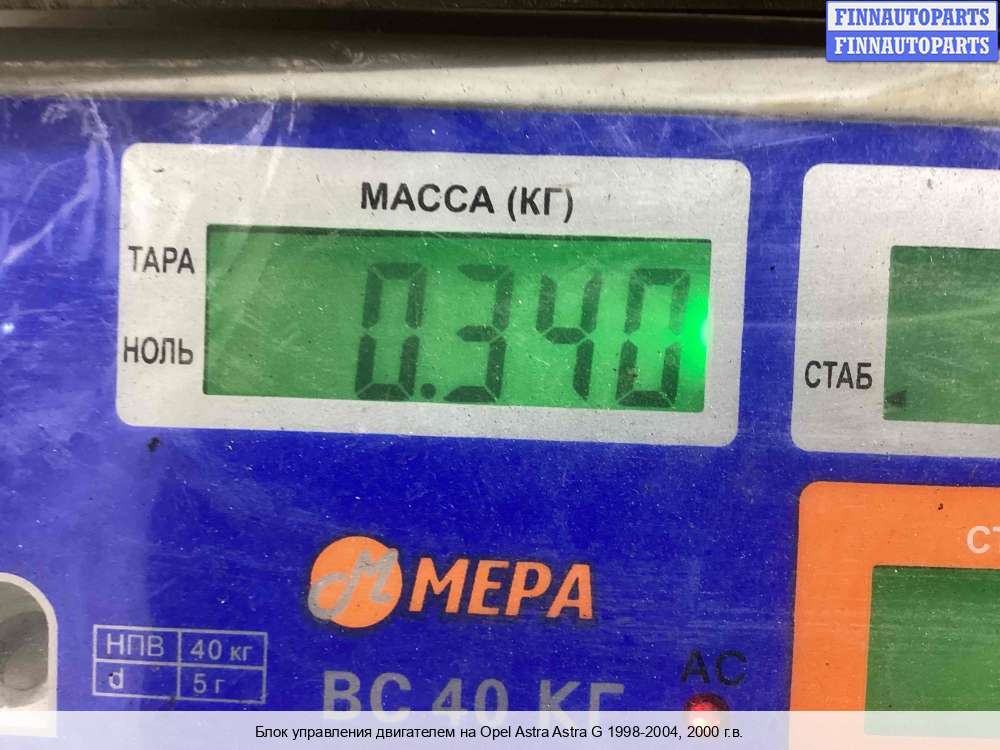 FINNAUTOPARTS
FINNAUTOPARTS
МАССА (КГ)
ТАРА
0.340
НОЛЬ
СТАБ
МЕРА
НПВ 40 кг
d 5 г
ВС 40 КГ
АС
Блок управления двигателем на Opel Astra Astra G 1998-2004, 2000 г.в.